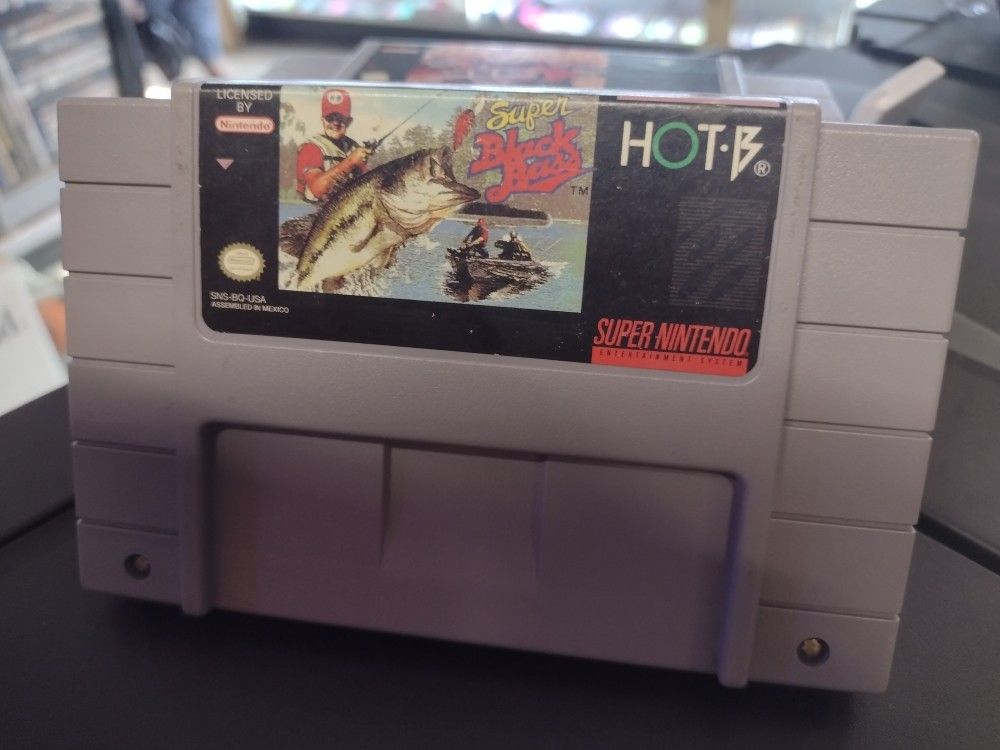 LICENSED
BY
Nintendo
Super
Black
Bass
TM
HOT·B®
SNS-BQ-USA
ASSEMBLED IN MEXICO
SUPER NINTENDO
ENTERTAINMENT SYSTEM